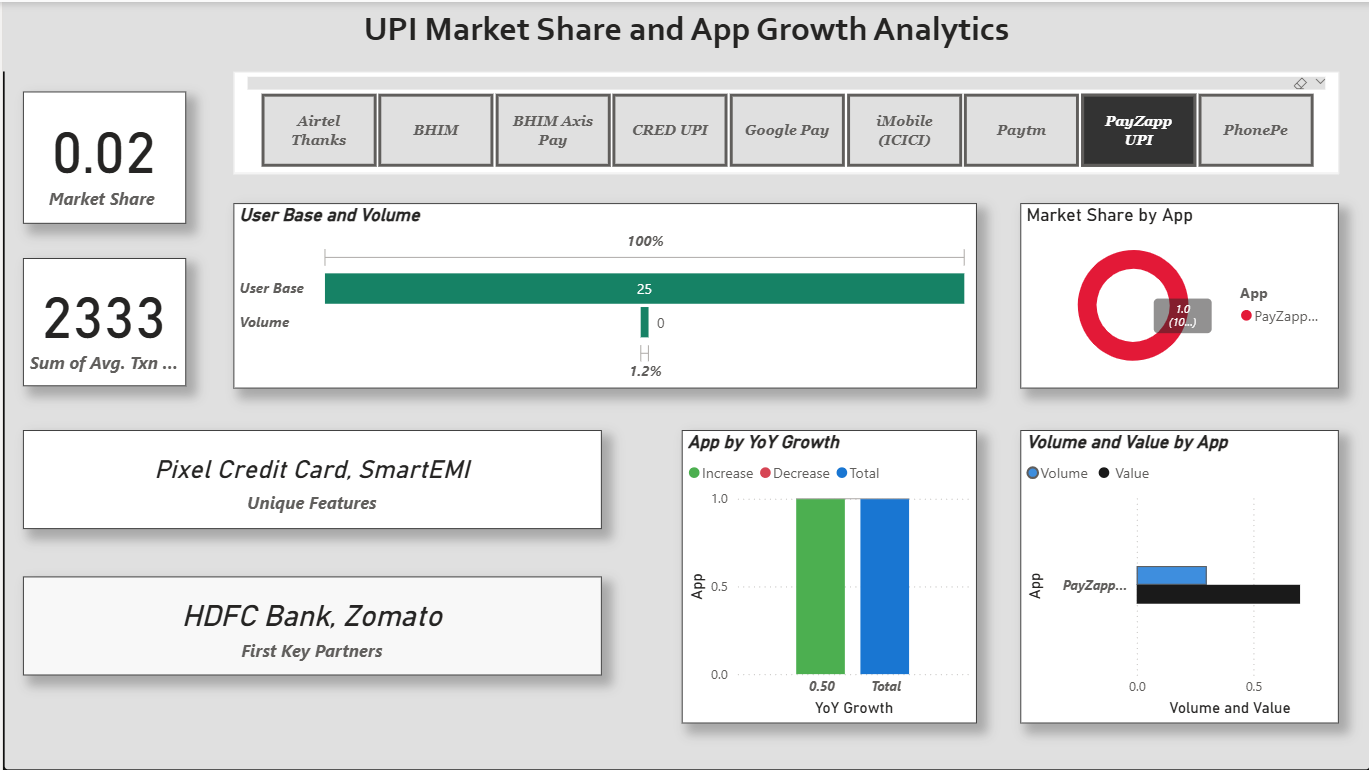 UPI Market Share and App Growth Analytics
0.02
Market Share
Airtel
Thanks
BHIM
BHIM Axis
Pay
CRED UPI
Google Pay
iMobile
(ICICI)
Paytm
PayZapp
UPI
PhonePe
2333
Sum of Avg. Txn ...
User Base and Volume
100%
User Base
25
Volume
0
1.2%
Market Share by App
1.0
(10...)
App
PayZapp...
Pixel Credit Card, SmartEMI
Unique Features
HDFC Bank, Zomato
First Key Partners
App by YoY Growth
Increase
Decrease
Total
App
1.0
0.5
0.0
0.50
Total
YoY Growth
Volume and Value by App
Volume
Value
App
PayZapp...
0.0
0.5
Volume and Value